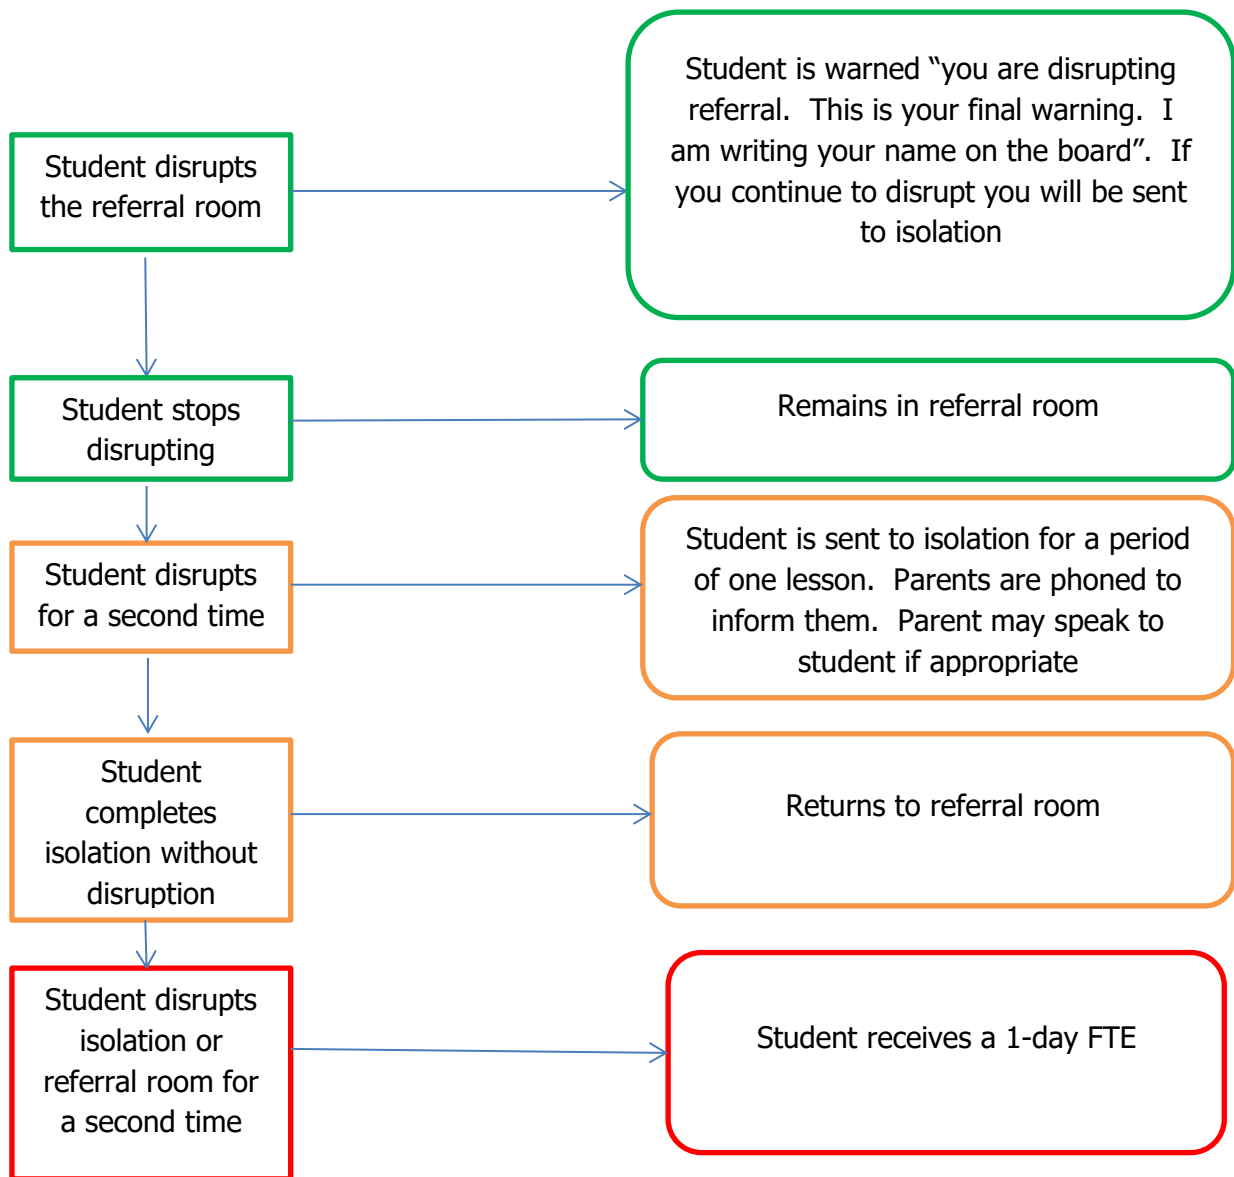 Student disrupts
the referral room
Student is warned “you are disrupting
referral.  This is your final warning.  I
am writing your name on the board”.  If
you continue to disrupt you will be sent
to isolation
Student stops
disrupting
Remains in referral room
Student disrupts
for a second time
Student is sent to isolation for a period
of one lesson.  Parents are phoned to
inform them.  Parent may speak to
student if appropriate
Student
completes
isolation without
disruption
Returns to referral room
Student disrupts
isolation or
referral room for
a second time
Student receives a 1-day FTE